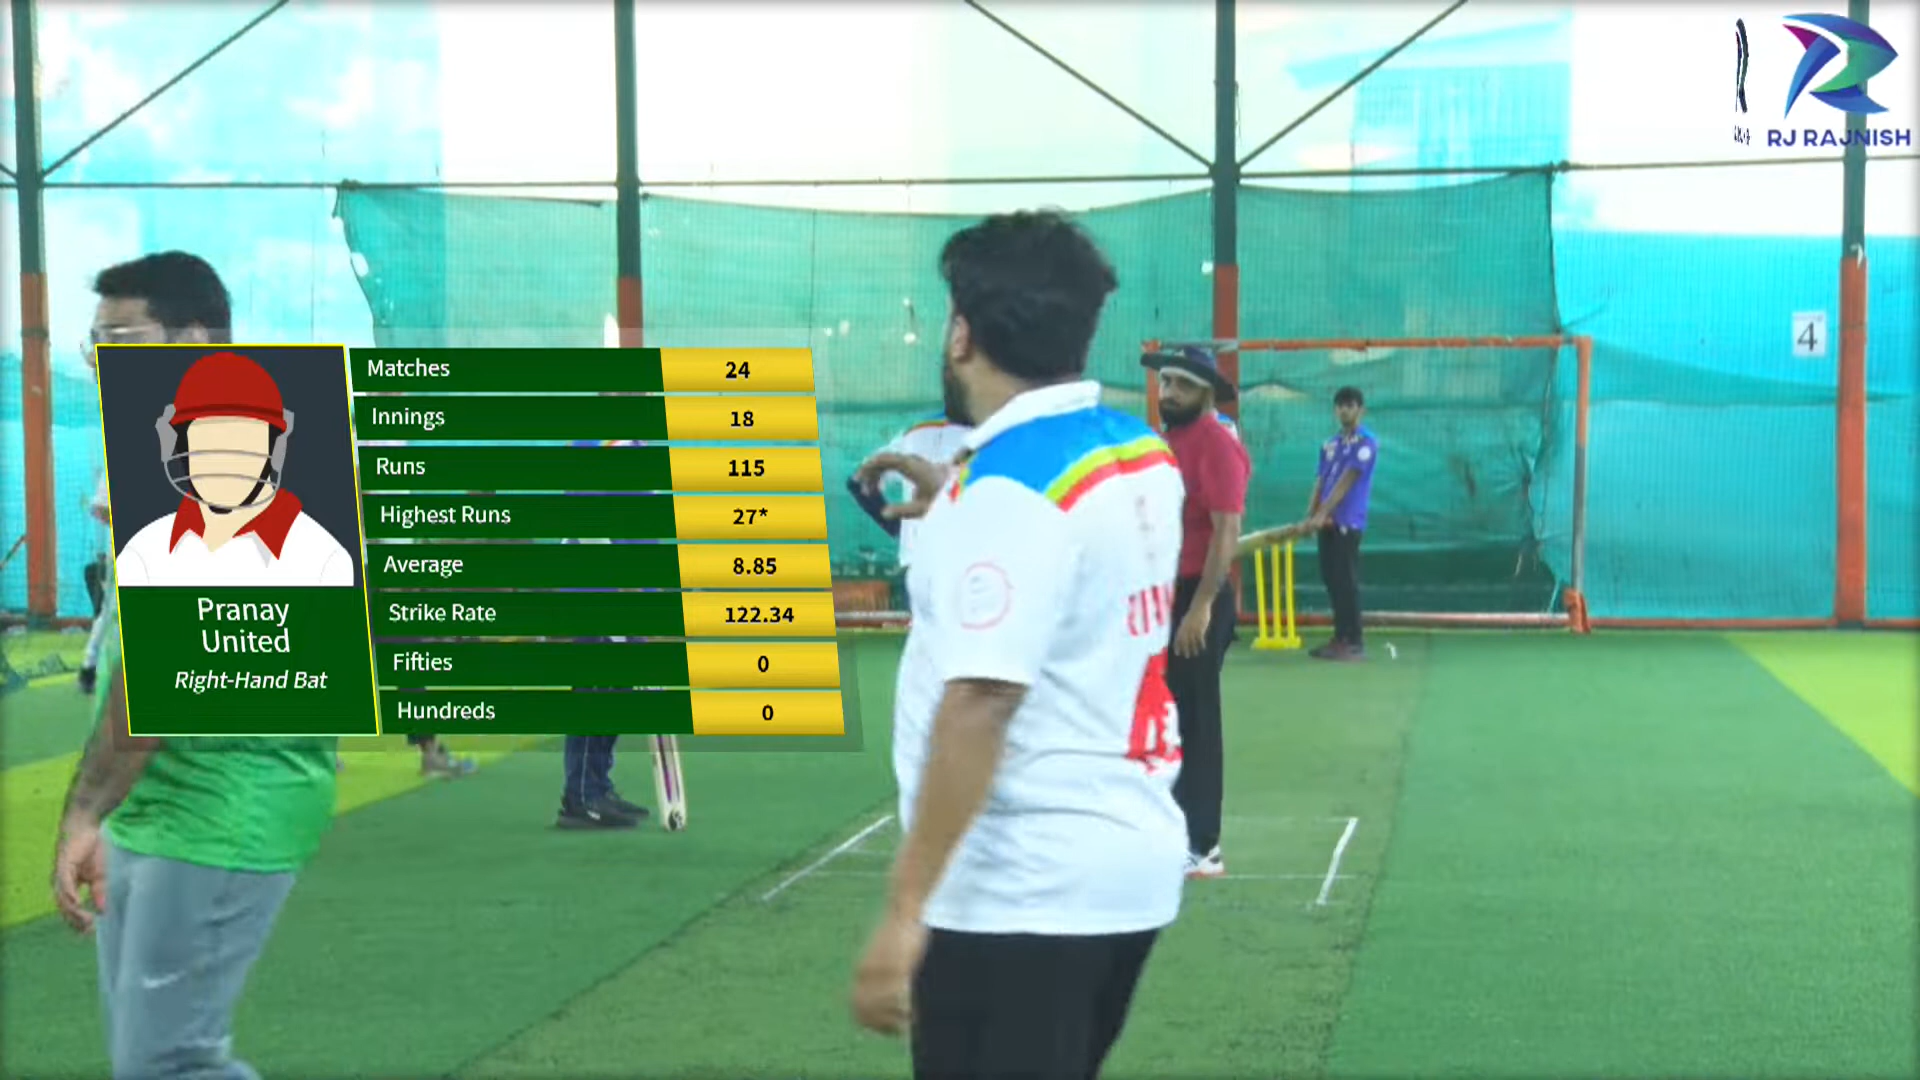 RJ RAJNISH
4
Matches 24
Innings 18
Runs 115
Highest Runs 27*
Average 8.85
Strike Rate 122.34
Fifties 0
Hundreds 0
Pranay
United
Right-Hand Bat